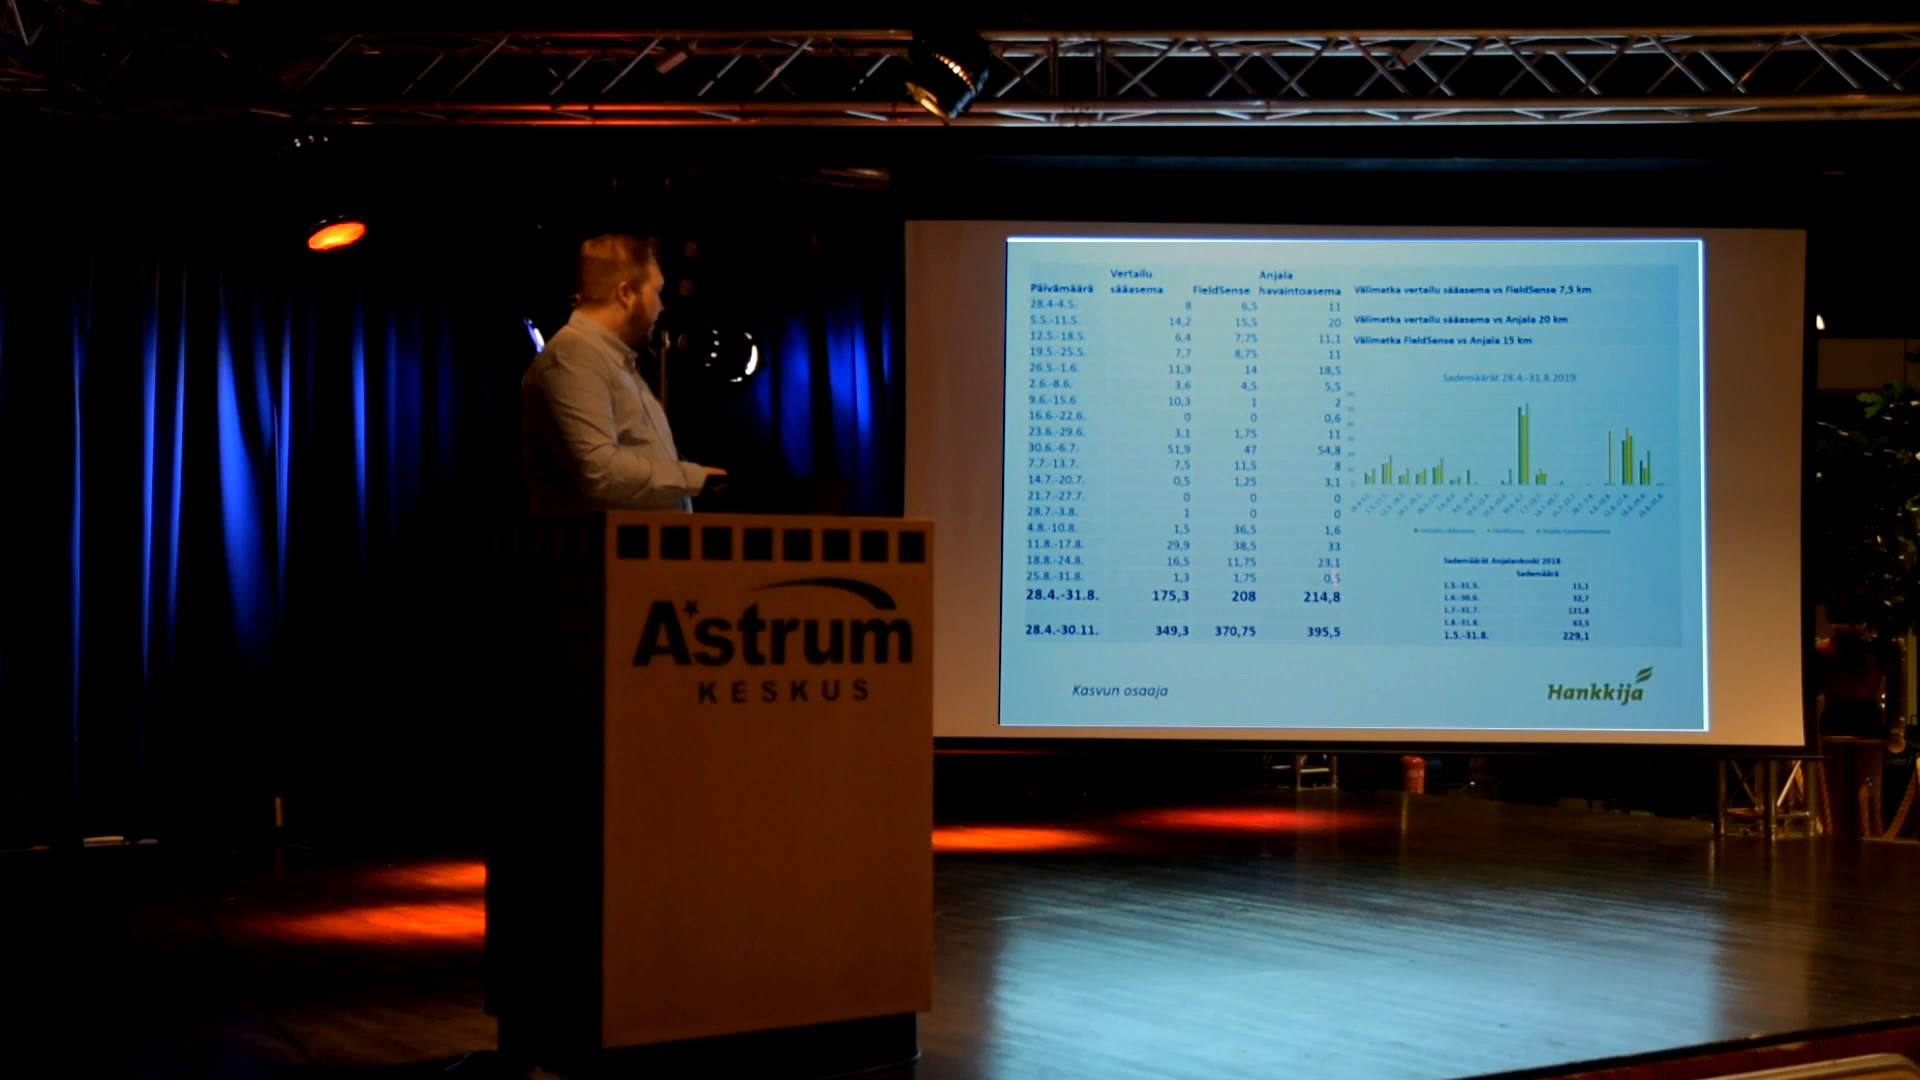 Vertailu Anjala
Päivämäärä sääasema FieldSense havaintoasema
28.4-4.5. 8 6,5 11
5.5.-11.5. 14,2 15,5 20
12.5.-18.5. 6,4 7,75 11,1
19.5.-25.5. 7,7 8,75 11
26.5.-1.6. 11,9 14 18,5
2.6.-8.6. 3,6 4,5 5,5
9.6.-15.6 10,3 1 2
16.6.-22.6. 0 0 0,6
23.6.-29.6. 3,1 1,75 11
30.6.-6.7. 51,9 47 54,8
7.7.-13.7. 7,5 11,5 8
14.7.-20.7. 0,5 1,25 3,1
21.7.-27.7. 0 0 0
28.7.-3.8. 1 0 0
4.8.-10.8. 1,5 36,5 1,6
11.8.-17.8. 29,9 38,5 33
18.8.-24.8. 16,5 11,75 23,1
25.8.-31.8. 1,3 1,75 0,5
28.4.-31.8. 175,3 208 214,8
28.4.-30.11. 349,3 370,75 395,5
Välimatka vertailu sääasema vs FieldSense 7,5 km
Välimatka vertailu sääasema vs Anjala 20 km
Välimatka FieldSense vs Anjala 15 km
Sademäärät 28.4.-31.8.2019
Vertailu sääasema FieldSense Anjala havaintoasema
Sademäärät Anjalankoski 2018
Sademäärä
1.5.-31.5. 11,1
1.6.-30.6. 32,7
1.7.-31.7. 121,8
1.8.-31.8. 63,5
1.5.-31.8. 229,1
Kasvun osaaja
Hankkija
Astrum
KESKUS